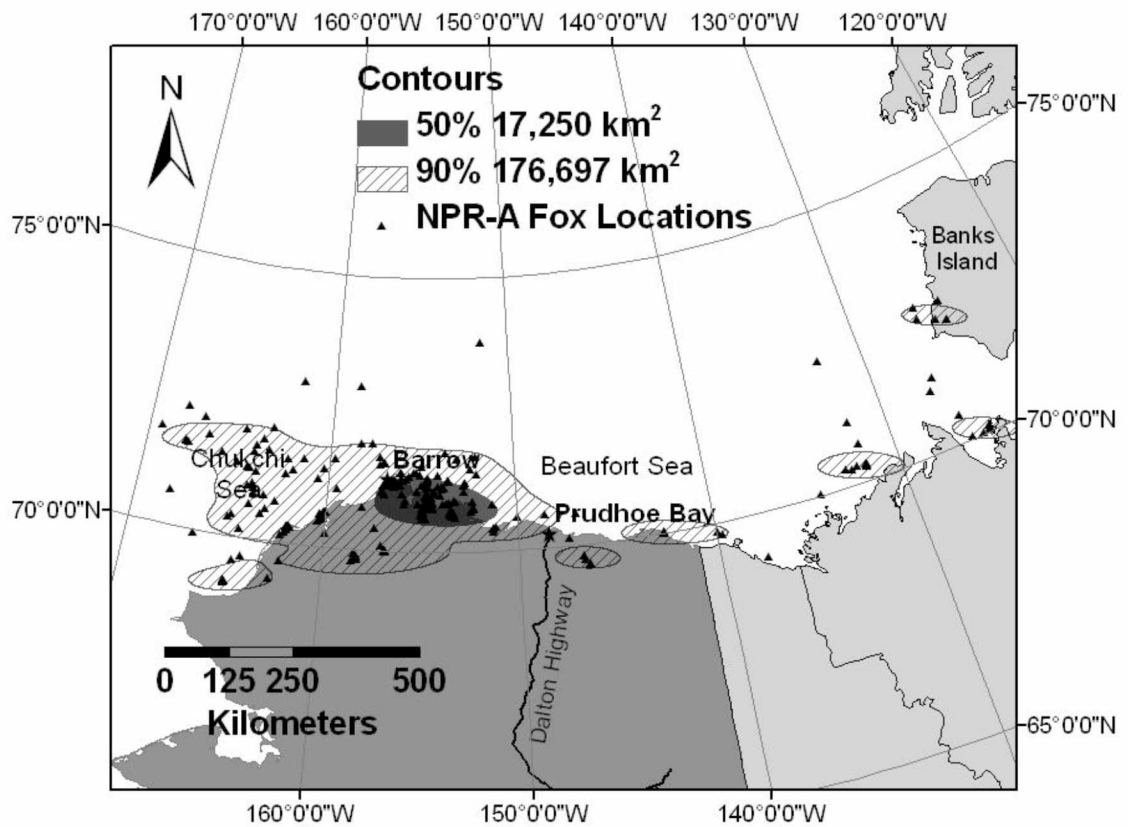 170°0'0"W 160°0'0"W 150°0'0"W 140°0'0"W 130°0'0"W 120°0'0"W
N
Contours
50% 17,250 km²
90% 176,697 km²
NPR-A Fox Locations
75°0'0"N
75°0'0"N
Banks
Island
Chukchi
Sea
Barrow
Beaufort Sea
Prudhoe Bay
70°0'0"N
70°0'0"N
Dalton Highway
0 125 250 500
Kilometers
65°0'0"N
160°0'0"W 150°0'0"W 140°0'0"W